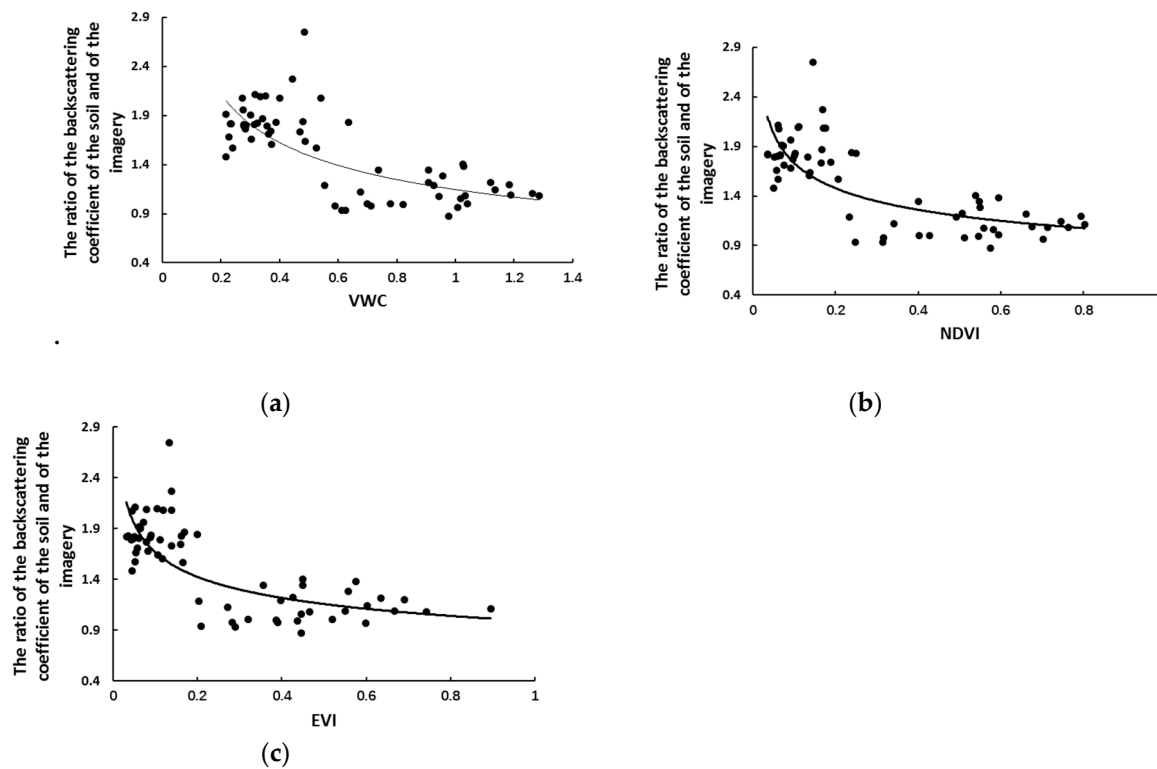 The ratio of the backscattering
coefficient of the soil and of the
imagery
2.9
2.4
1.9
1.4
0.9
0.4
0
0.2
0.4
0.6
0.8
1
1.2
1.4
VWC
(a)
The ratio of the backscattering
coefficient of the soil and of the
imagery
2.9
2.4
1.9
1.4
0.9
0.4
0
0.2
0.4
0.6
0.8
NDVI
(b)
The ratio of the backscattering
coefficient of the soil and of the
imagery
2.9
2.4
1.9
1.4
0.9
0.4
0
0.2
0.4
0.6
0.8
1
EVI
(c)